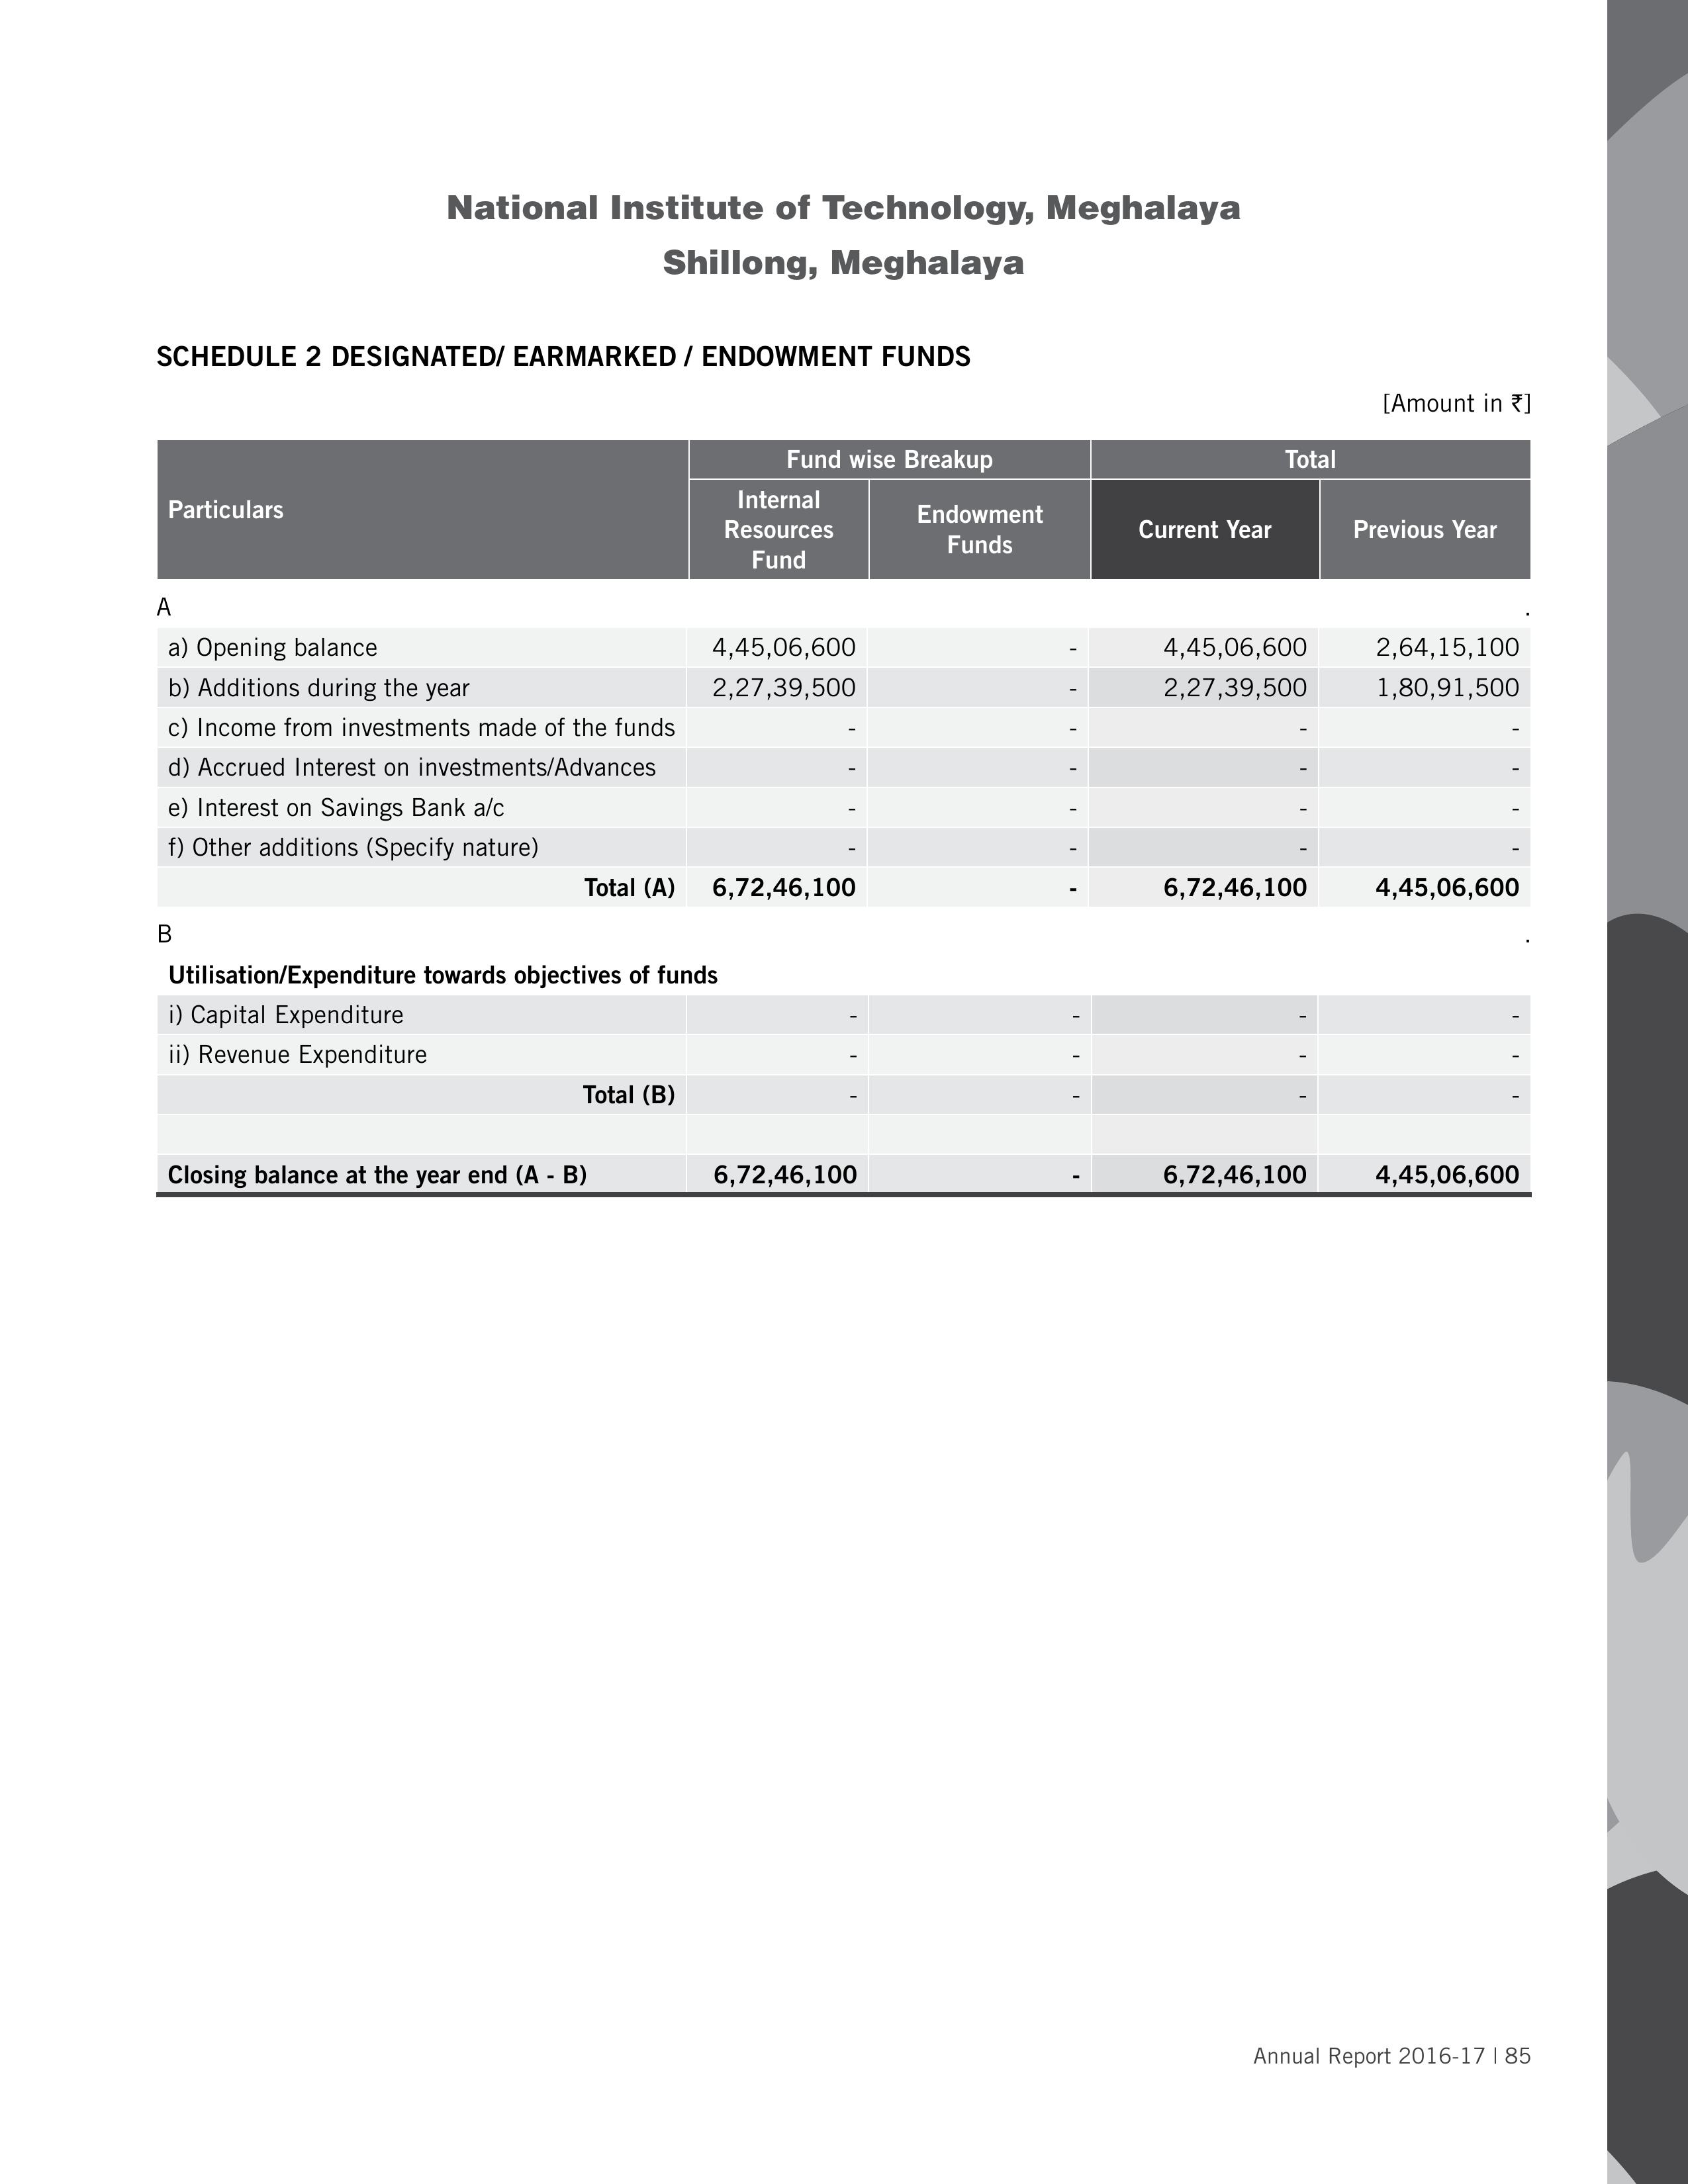 National Institute of Technology, Meghalaya
Shillong, Meghalaya
SCHEDULE 2 DESIGNATED/ EARMARKED / ENDOWMENT FUNDS
[Amount in ₹]
Particulars Fund wise Breakup Total
Internal Resources Fund Endowment Funds Current Year Previous Year
A .
a) Opening balance 4,45,06,600 - 4,45,06,600 2,64,15,100
b) Additions during the year 2,27,39,500 - 2,27,39,500 1,80,91,500
c) Income from investments made of the funds - - - -
d) Accrued Interest on investments/Advances - - - -
e) Interest on Savings Bank a/c - - - -
f) Other additions (Specify nature) - - - -
Total (A) 6,72,46,100 - 6,72,46,100 4,45,06,600
B .
Utilisation/Expenditure towards objectives of funds
i) Capital Expenditure - - - -
ii) Revenue Expenditure - - - -
Total (B) - - - -
Closing balance at the year end (A - B) 6,72,46,100 - 6,72,46,100 4,45,06,600
Annual Report 2016-17 | 85